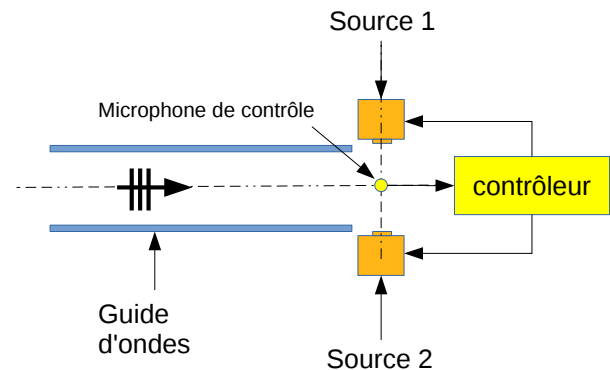 Source 1
Microphone de contrôle
contrôleur
Guide
d'ondes
Source 2